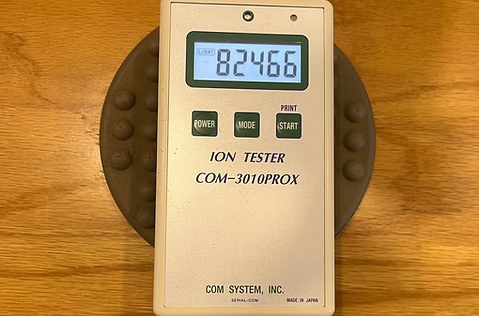 LOBAT
82466
PRINT
POWER MODE START
ION TESTER
COM-3010PROX
COM SYSTEM, INC.
SERIAL-COM MADE IN JAPAN